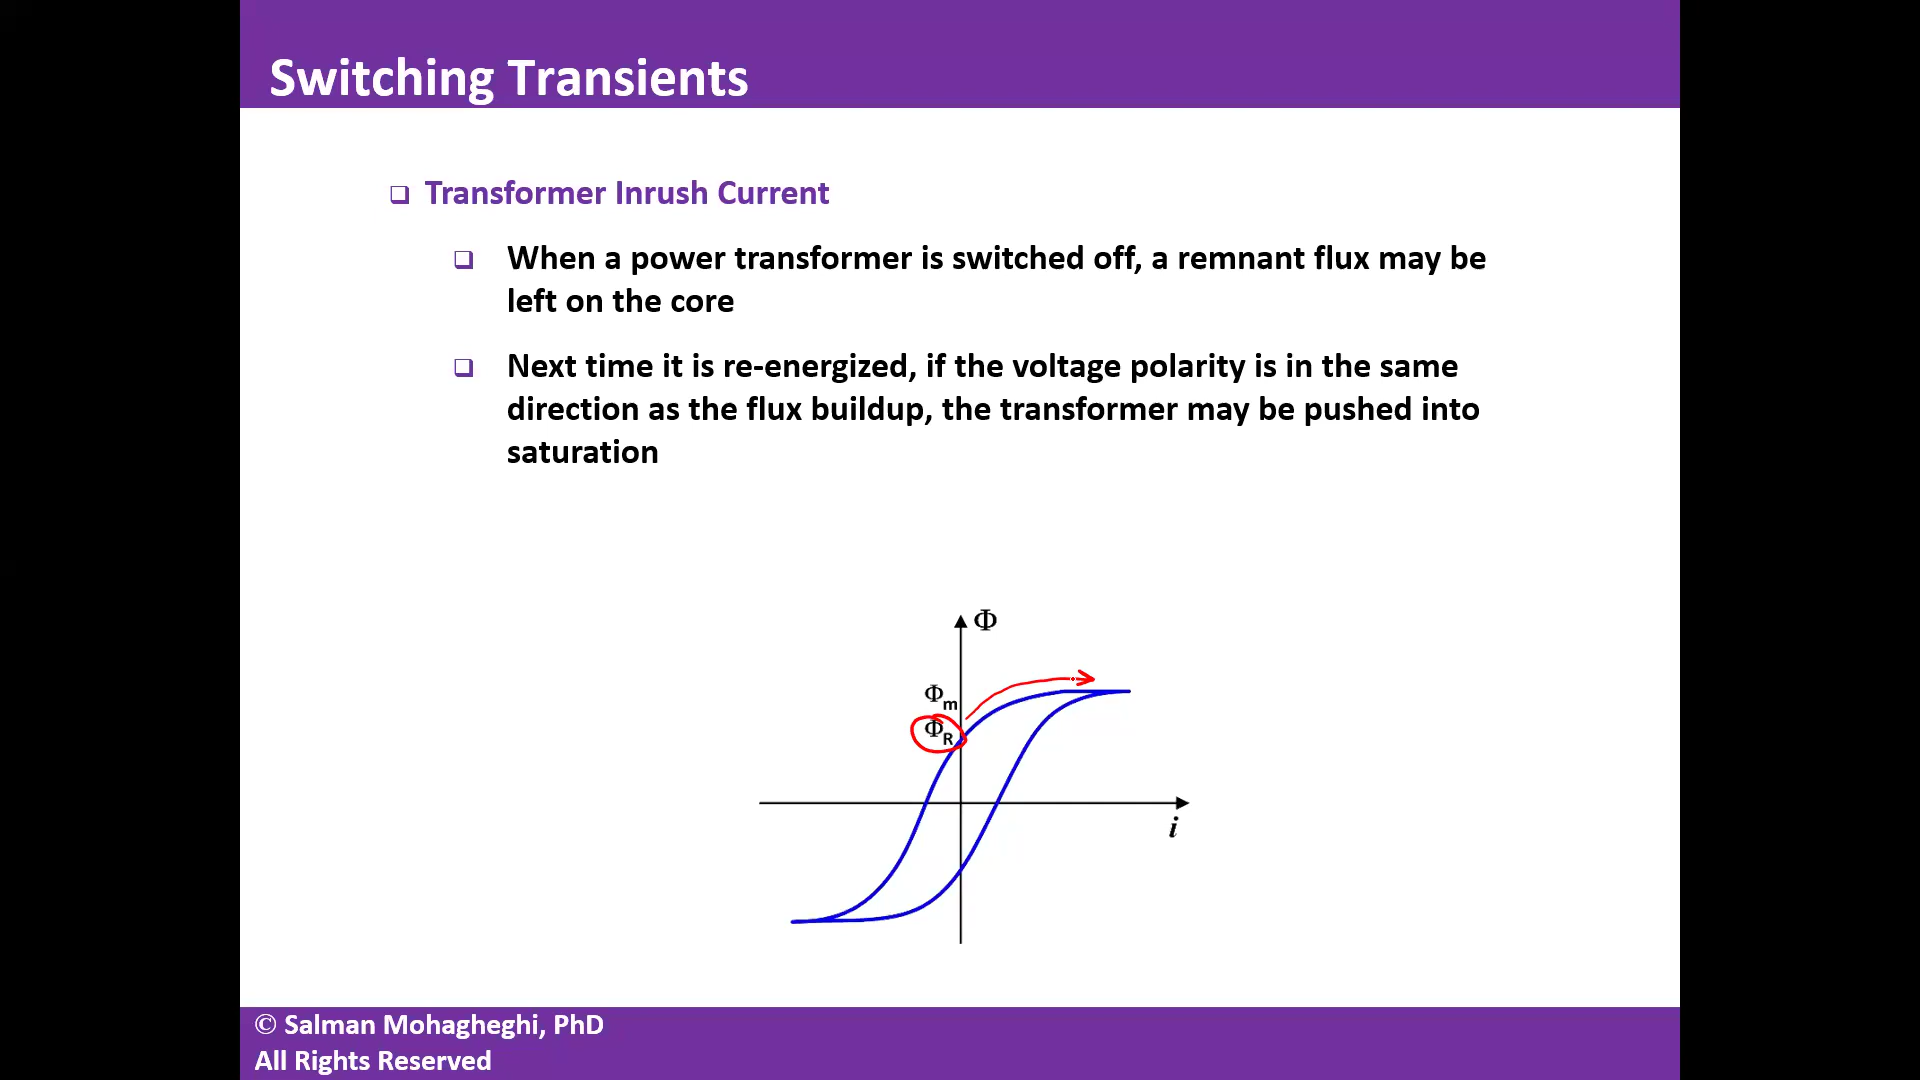 Switching Transients
Transformer Inrush Current
When a power transformer is switched off, a remnant flux may be
left on the core
Next time it is re-energized, if the voltage polarity is in the same
direction as the flux buildup, the transformer may be pushed into
saturation
Φ
Φm
ΦR
i
© Salman Mohagheghi, PhD
All Rights Reserved